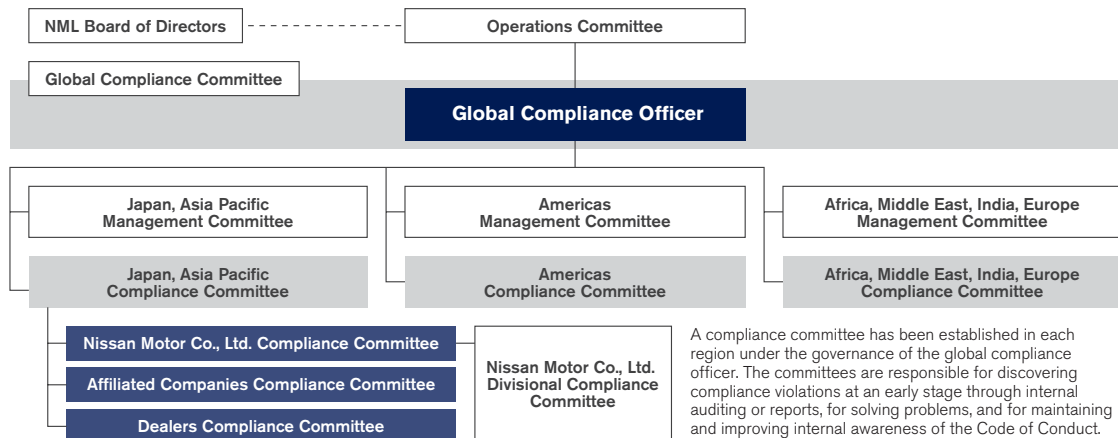 NML Board of Directors
Operations Committee
Global Compliance Committee
Global Compliance Officer
Japan, Asia Pacific
Management Committee
Americas
Management Committee
Africa, Middle East, India, Europe
Management Committee
Japan, Asia Pacific
Compliance Committee
Americas
Compliance Committee
Africa, Middle East, India, Europe
Compliance Committee
Nissan Motor Co., Ltd. Compliance Committee
Affiliated Companies Compliance Committee
Dealers Compliance Committee
Nissan Motor Co., Ltd.
Divisional Compliance
Committee
A compliance committee has been established in each
region under the governance of the global compliance
officer. The committees are responsible for discovering
compliance violations at an early stage through internal
auditing or reports, for solving problems, and for maintaining
and improving internal awareness of the Code of Conduct.